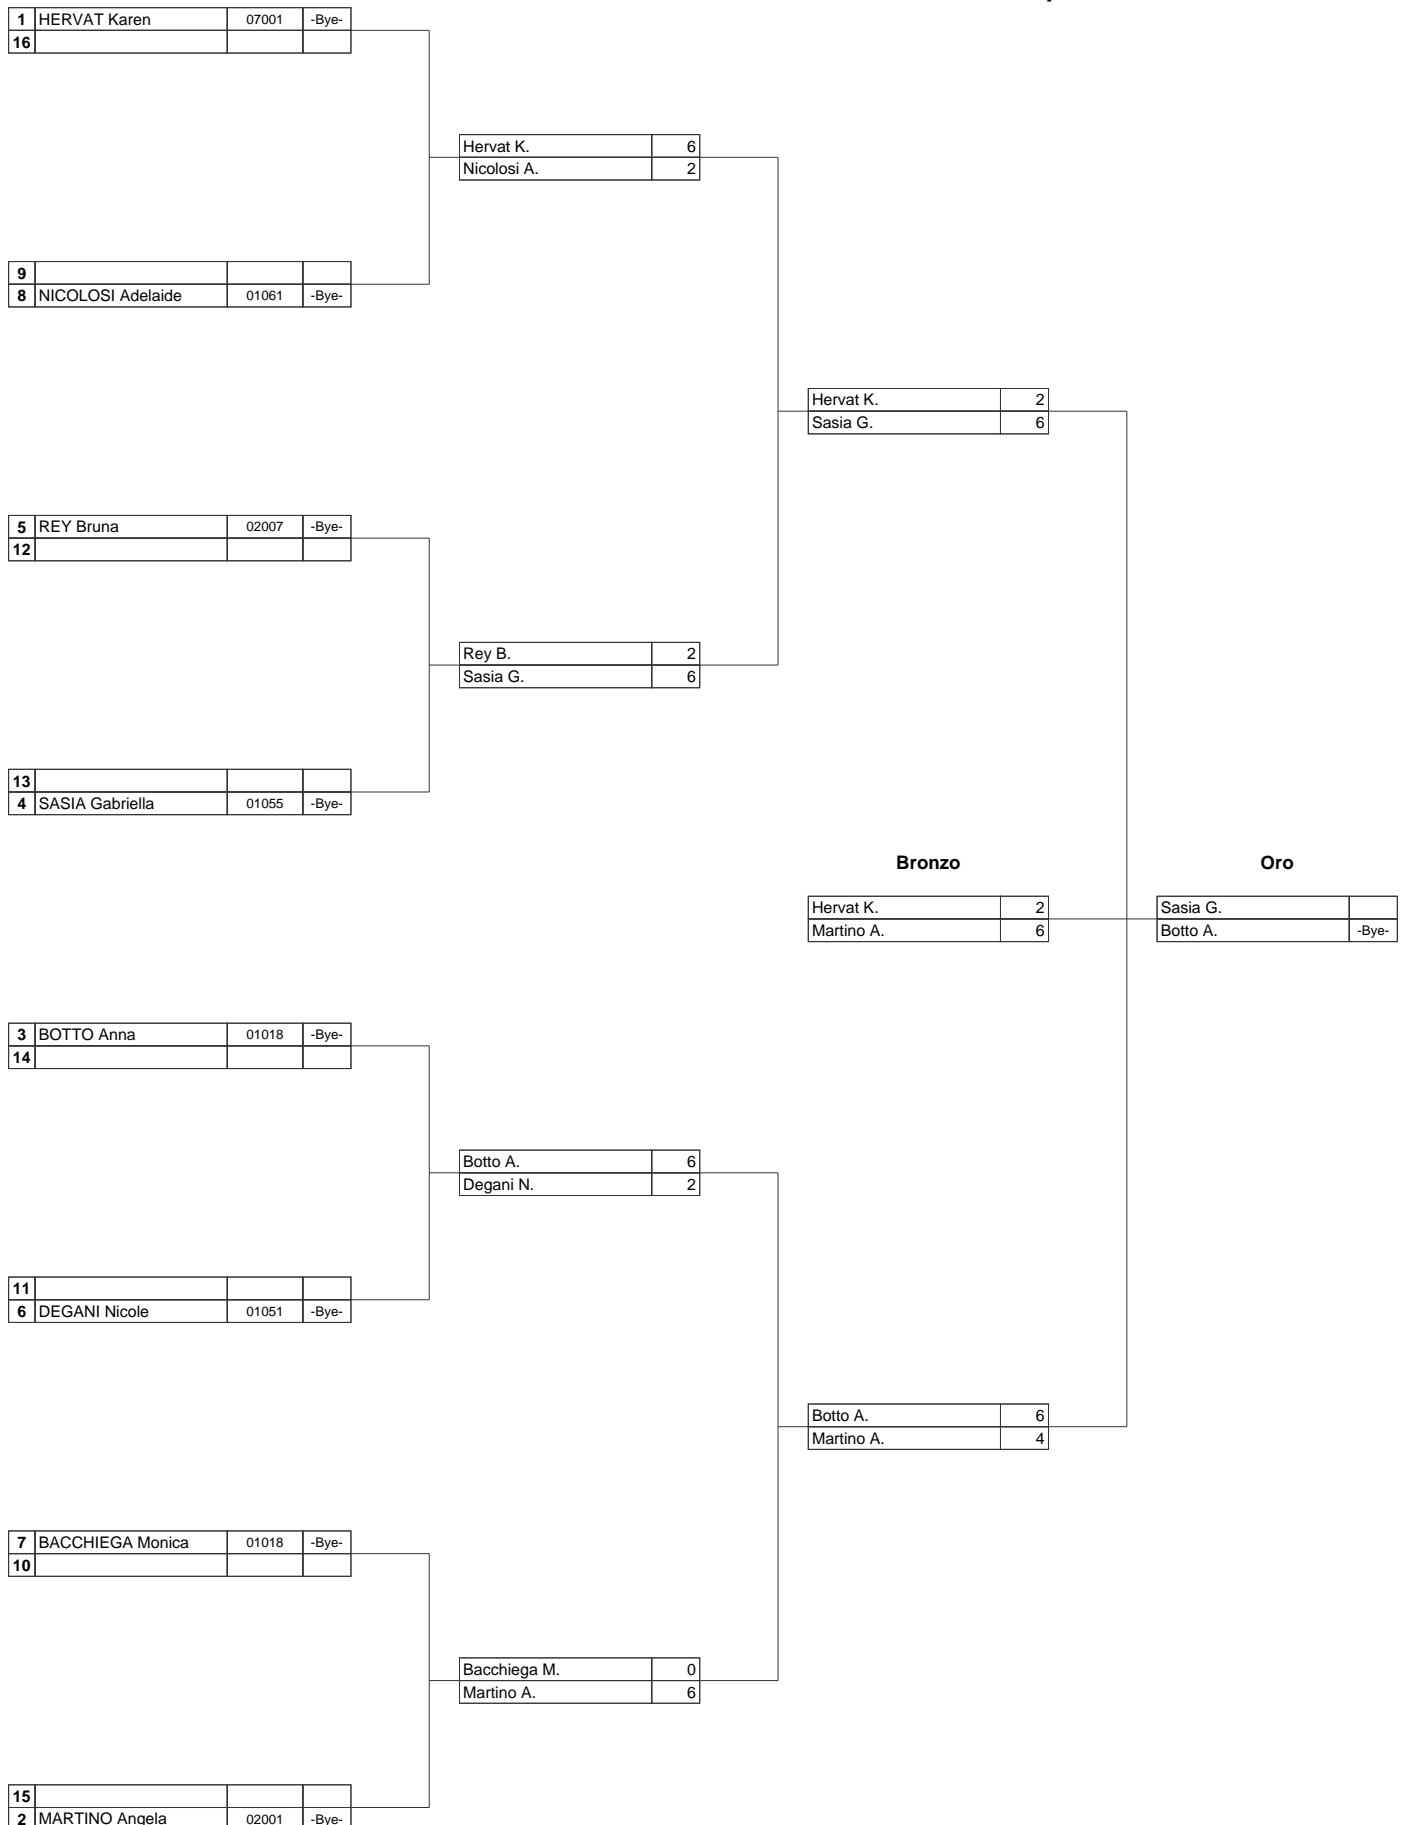 1 HERVAT Karen 07001 -Bye-
16
Hervat K. 6
Nicolosi A. 2
9
8 NICOLOSI Adelaide 01061 -Bye-
Hervat K. 2
Sasia G. 6
5 REY Bruna 02007 -Bye-
12
Rey B. 2
Sasia G. 6
13
4 SASIA Gabriella 01055 -Bye-
Bronzo Oro
Hervat K. 2 Sasia G.
Martino A. 6 Botto A. -Bye-
3 BOTTO Anna 01018 -Bye-
14
Botto A. 6
Degani N. 2
11
6 DEGANI Nicole 01051 -Bye-
Botto A. 6
Martino A. 4
7 BACCHIEGA Monica 01018 -Bye-
10
Bacchiega M. 0
Martino A. 6
15
2 MARTINO Angela 02001 -Bye-